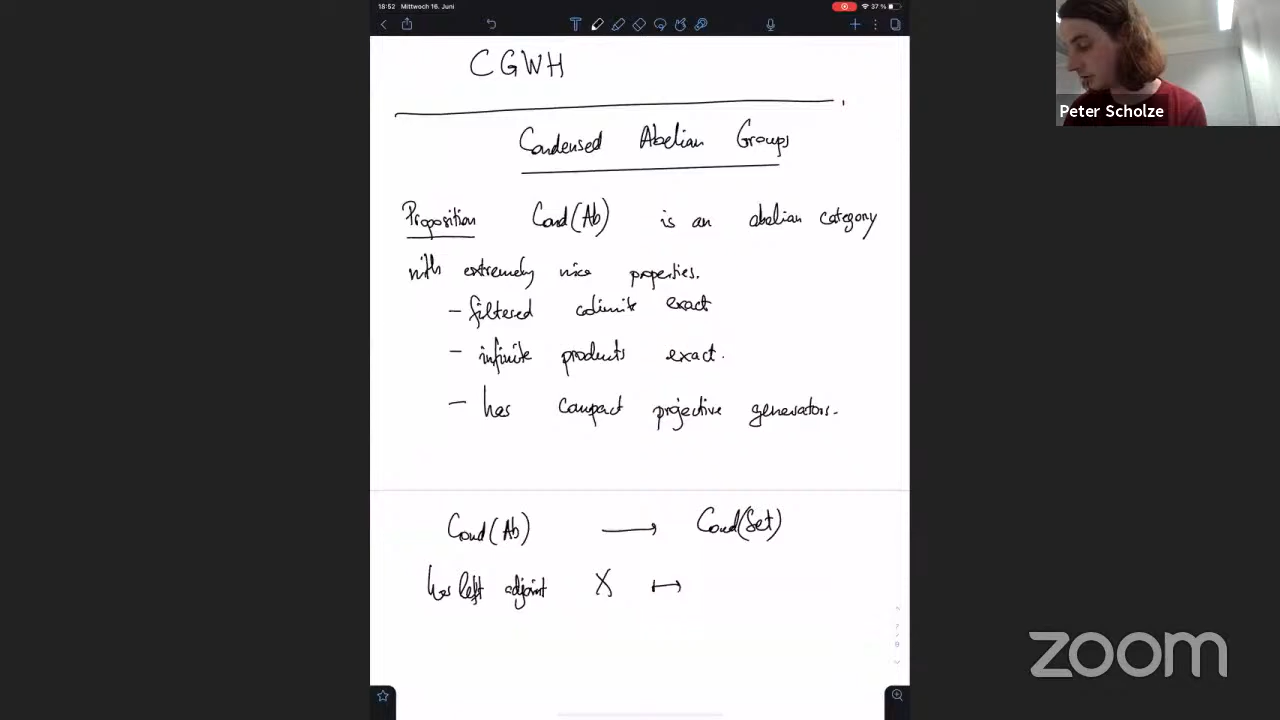 18:52 Mittwoch 16. Juni
37 %
CGWH
Condensed Abelian Groups
Proposition Cond(Ab) is an abelian category
with extremely nice properties.
- filtered colimits exact
- infinite products exact.
- has compact projective generators.
Cond(Ab) → Cond(Set)
has left adjoint X ↦
Peter Scholze
zoom